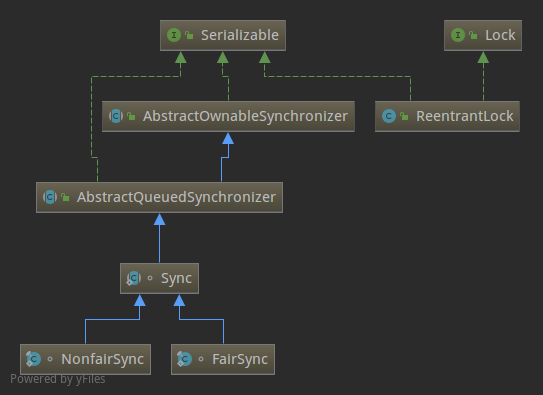 Serializable
Lock
AbstractOwnableSynchronizer
ReentrantLock
AbstractQueuedSynchronizer
Sync
NonfairSync
FairSync
Powered by yFiles